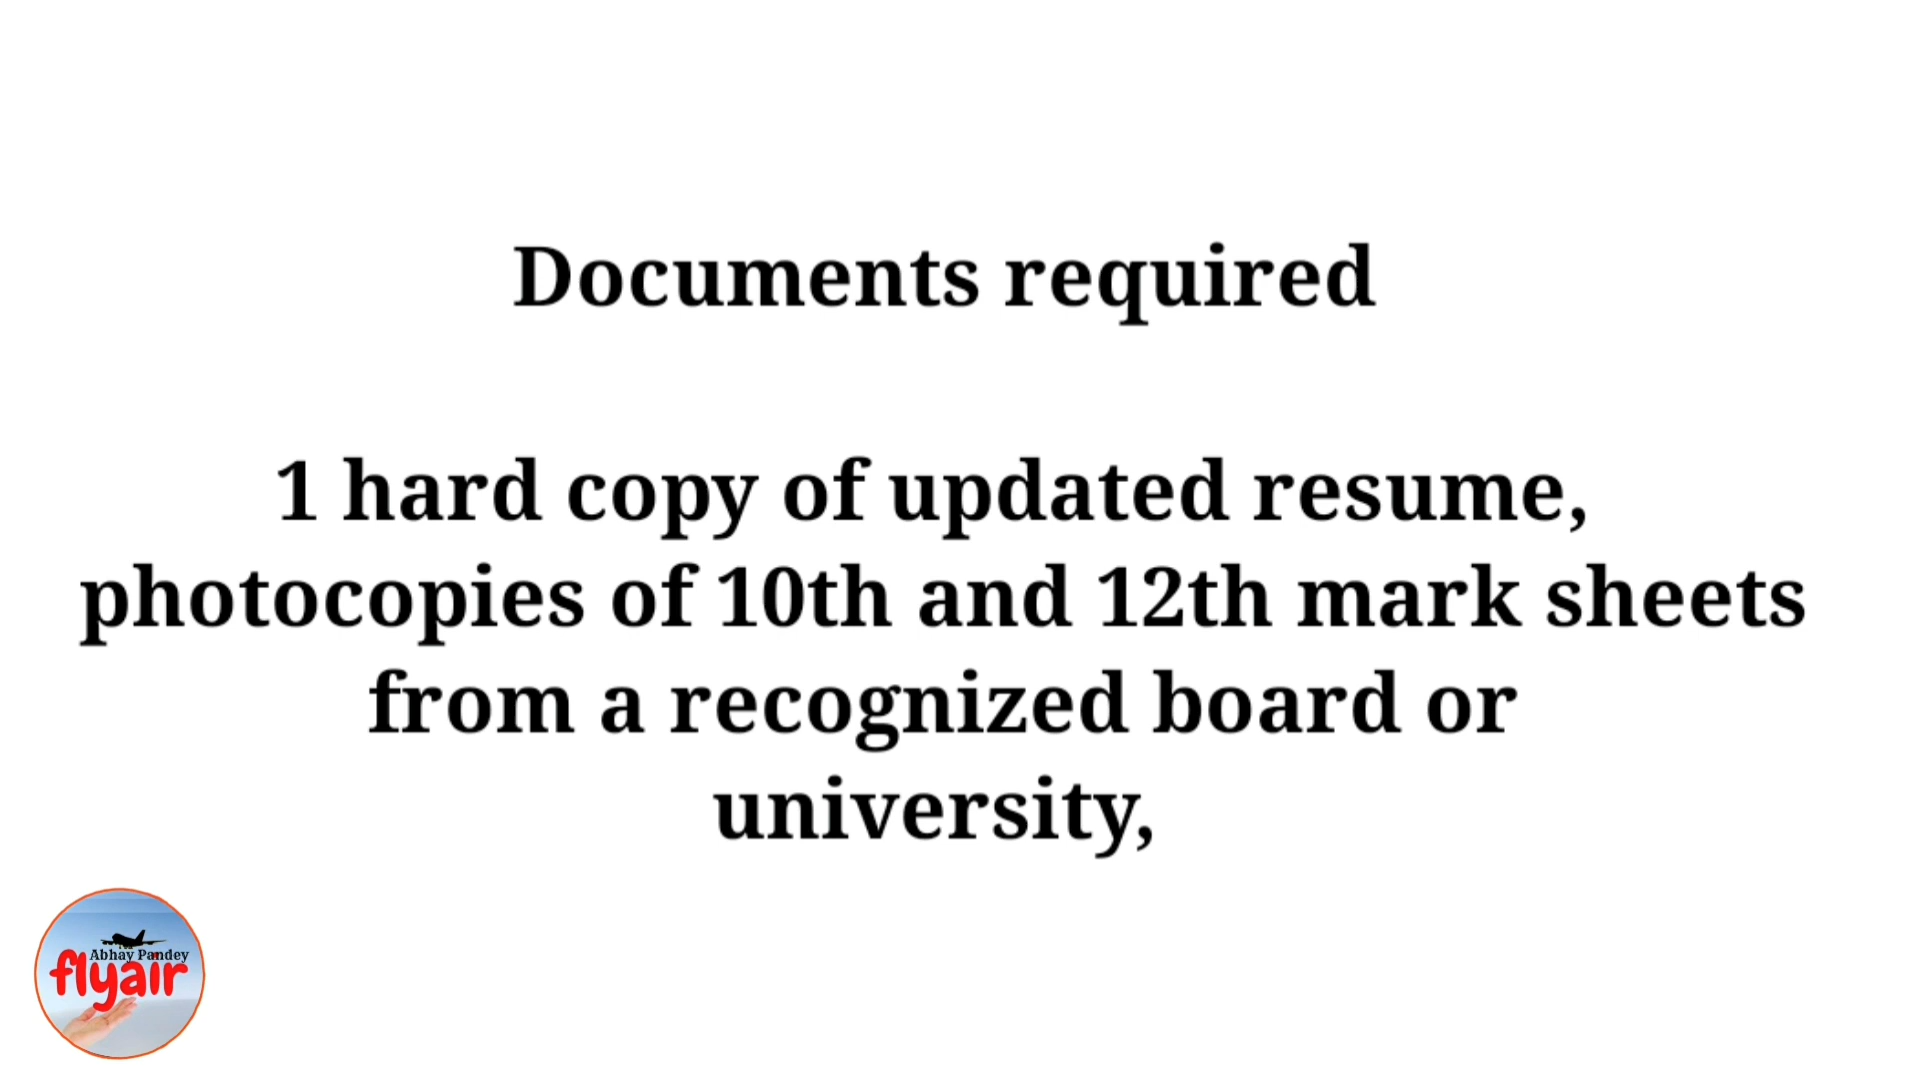 Documents required
1 hard copy of updated resume,
photocopies of 10th and 12th mark sheets
from a recognized board or
university,
Abhay Pandey
flyair